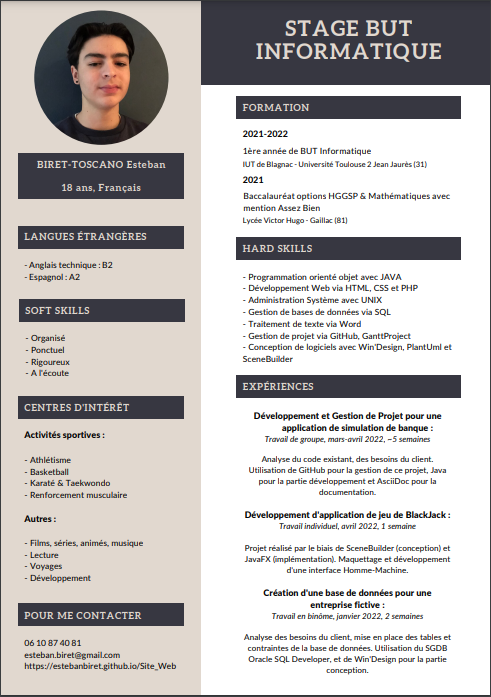 BIRET-TOSCANO Esteban
18 ans, Français
LANGUES ÉTRANGÈRES
- Anglais technique : B2
- Espagnol : A2
SOFT SKILLS
- Organisé
- Ponctuel
- Rigoureux
- A l'écoute
CENTRES D'INTÉRÊT
Activités sportives :
- Athlétisme
- Basketball
- Karaté & Taekwondo
- Renforcement musculaire
Autres :
- Films, séries, animés, musique
- Lecture
- Voyages
- Développement
POUR ME CONTACTER
06 10 87 40 81
esteban.biret@gmail.com
https://estebanbiret.github.io/Site_Web
STAGE BUT
INFORMATIQUE
FORMATION
2021-2022
1ère année de BUT Informatique
IUT de Blagnac - Université Toulouse 2 Jean Jaurès (31)
2021
Baccalauréat options HGGSP & Mathématiques avec
mention Assez Bien
Lycée Victor Hugo - Gaillac (81)
HARD SKILLS
- Programmation orienté objet avec JAVA
- Développement Web via HTML, CSS et PHP
- Administration Système avec UNIX
- Gestion de bases de données via SQL
- Traitement de texte via Word
- Gestion de projet via GitHub, GanttProject
- Conception de logiciels avec Win'Design, PlantUml et
SceneBuilder
EXPÉRIENCES
Développement et Gestion de Projet pour une
application de simulation de banque :
Travail de groupe, mars-avril 2022, ~5 semaines
Analyse du code existant, des besoins du client.
Utilisation de GitHub pour la gestion de ce projet, Java
pour la partie développement et AsciiDoc pour la
documentation.
Développement d'application de jeu de BlackJack :
Travail individuel, avril 2022, 1 semaine
Projet réalisé par le biais de SceneBuilder (conception) et
JavaFX (implémentation). Maquettage et développement
d'une interface Homme-Machine.
Création d'une base de données pour une
entreprise fictive :
Travail en binôme, janvier 2022, 2 semaines
Analyse des besoins du client, mise en place des tables et
contraintes de la base de données. Utilisation du SGDB
Oracle SQL Developer, et de Win'Design pour la partie
conception.